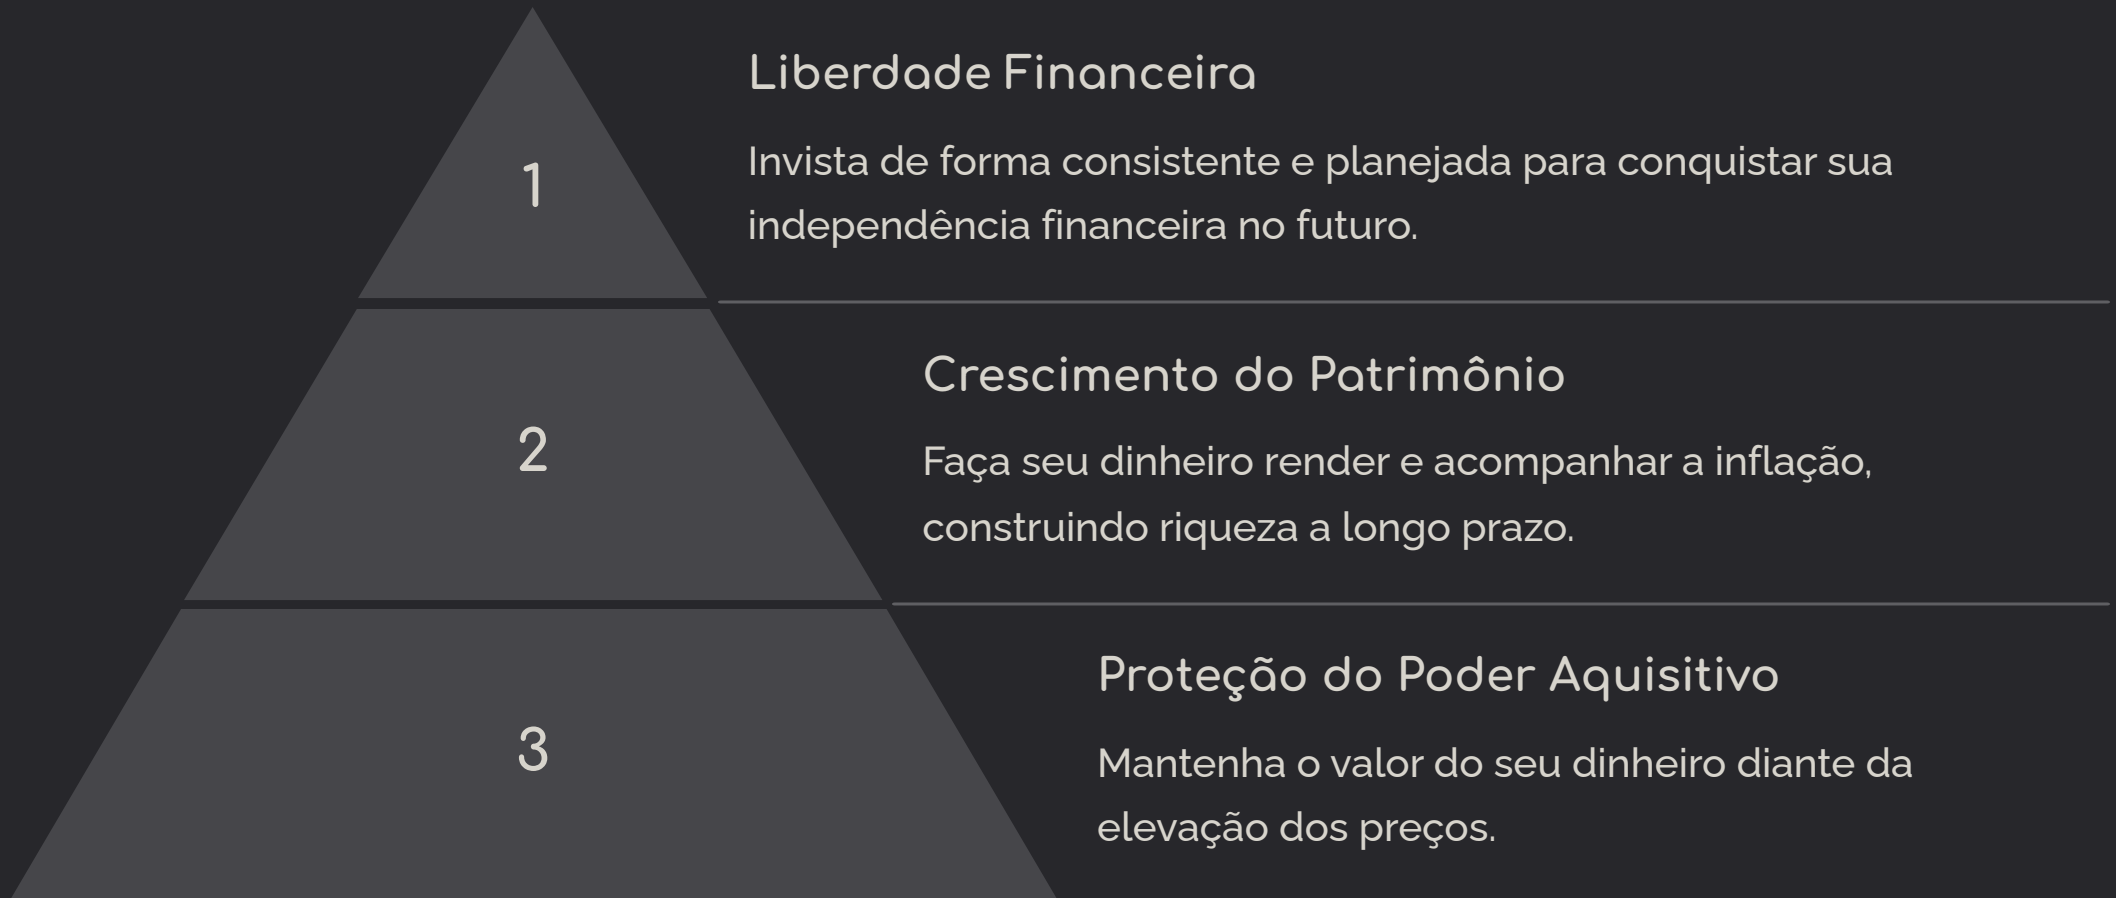 1
Liberdade Financeira
Invista de forma consistente e planejada para conquistar sua
independência financeira no futuro.
2
Crescimento do Patrimônio
Faça seu dinheiro render e acompanhar a inflação,
construindo riqueza a longo prazo.
3
Proteção do Poder Aquisitivo
Mantenha o valor do seu dinheiro diante da
elevação dos preços.